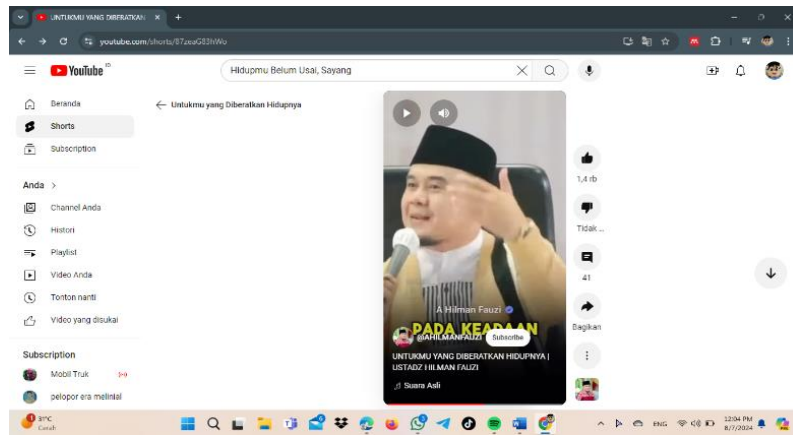 UNTUKMU YANG DIBERATKAN
youtube.com/shorts/87zeaG83hWo
YouTube ID
Hidupmu Belum Usai, Sayang
Beranda
Shorts
Subscription
Anda >
Channel Anda
Histori
Playlist
Video Anda
Tonton nanti
Video yang disukai
Subscription
Mobil Truk
pelopor era melinial
Untukmu yang Diberatkan Hidupnya
A Hilman Fauzi
PADA KEADAAN
@AHILMANFAUZI Subscribe
UNTUKMU YANG DIBERATKAN HIDUPNYA |
USTADZ HILMAN FAUZI
Suara Asli
1,4 rb
Tidak ...
41
Bagikan
31°C
Cerah
ENG
12:04 PM
8/7/2024